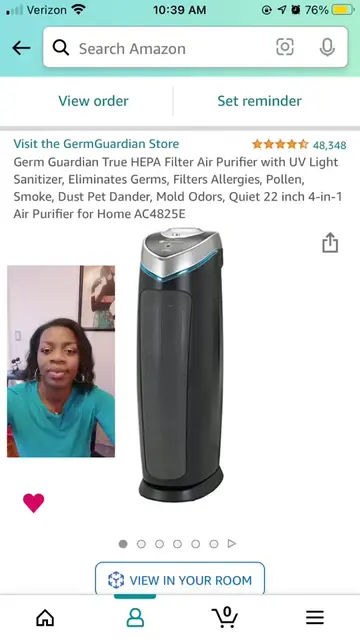 Verizon 10:39 AM 76%
Search Amazon
View order Set reminder
Visit the GermGuardian Store 48,348
Germ Guardian True HEPA Filter Air Purifier with UV Light
Sanitizer, Eliminates Germs, Filters Allergies, Pollen,
Smoke, Dust Pet Dander, Mold Odors, Quiet 22 inch 4-in-1
Air Purifier for Home AC4825E
VIEW IN YOUR ROOM
0